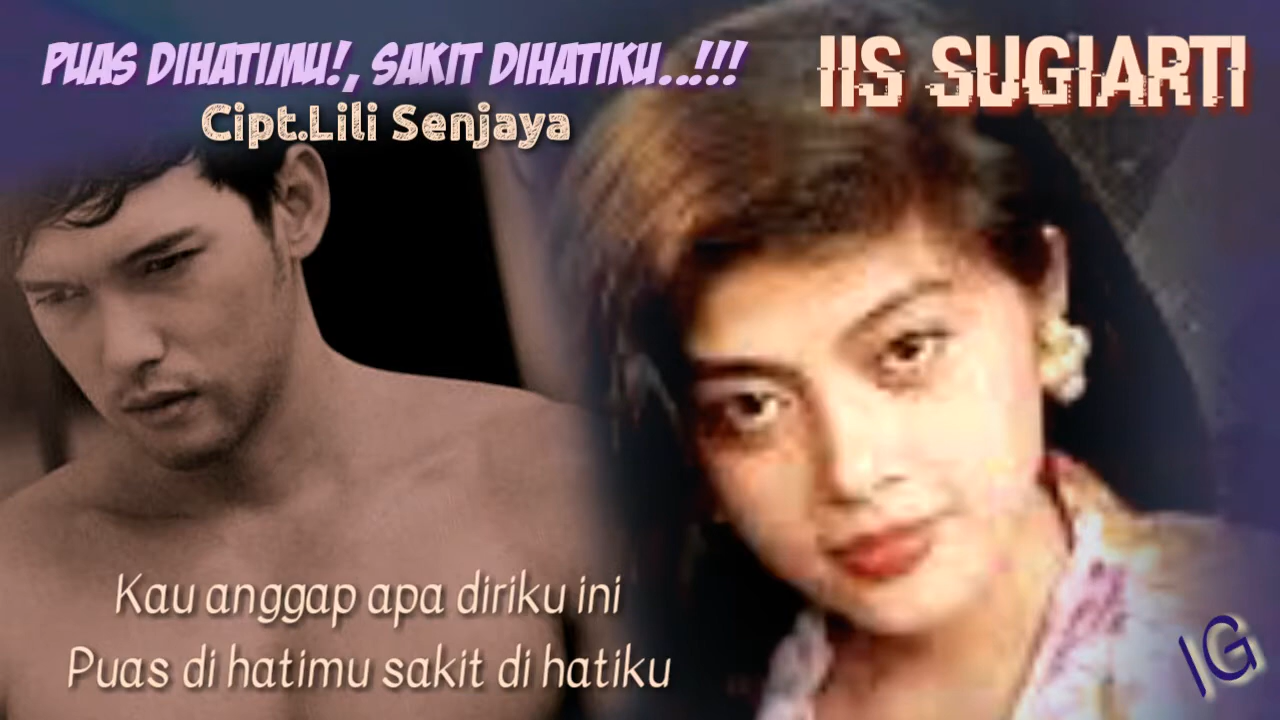 PUAS DIHATIMU!, SAKIT DIHATIKU..!!!
Cipt.Lili Senjaya
IIS SUGIARTI
Kau anggap apa diriku ini
Puas di hatimu sakit di hatiku
IG